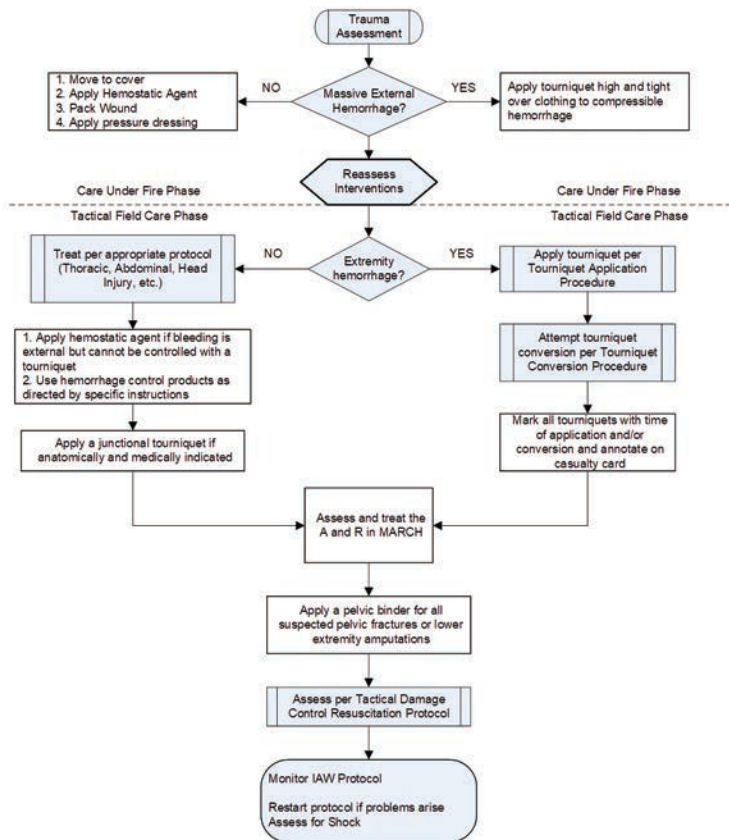 Trauma
Assessment
1. Move to cover
2. Apply Hemostatic Agent
3. Pack Wound
4. Apply pressure dressing
NO
Massive External
Hemorrhage?
YES
Apply tourniquet high and tight
over clothing to compressible
hemorrhage
Reassess
Interventions
Care Under Fire Phase
Care Under Fire Phase
Tactical Field Care Phase
Tactical Field Care Phase
Treat per appropriate protocol
(Thoracic, Abdominal, Head
Injury, etc.)
NO
Extremity
hemorrhage?
YES
Apply tourniquet per
Tourniquet Application
Procedure
1. Apply hemostatic agent if bleeding is
external but cannot be controlled with a
tourniquet
2. Use hemorrhage control products as
directed by specific instructions
Attempt tourniquet
conversion per Tourniquet
Conversion Procedure
Apply a junctional tourniquet if
anatomically and medically indicated
Mark all tourniquets with time
of application and/or
conversion and annotate on
casualty card
Assess and treat the
A and R in MARCH
Apply a pelvic binder for all
suspected pelvic fractures or lower
extremity amputations
Assess per Tactical Damage
Control Resuscitation Protocol
Monitor IAW Protocol
Restart protocol if problems arise
Assess for Shock